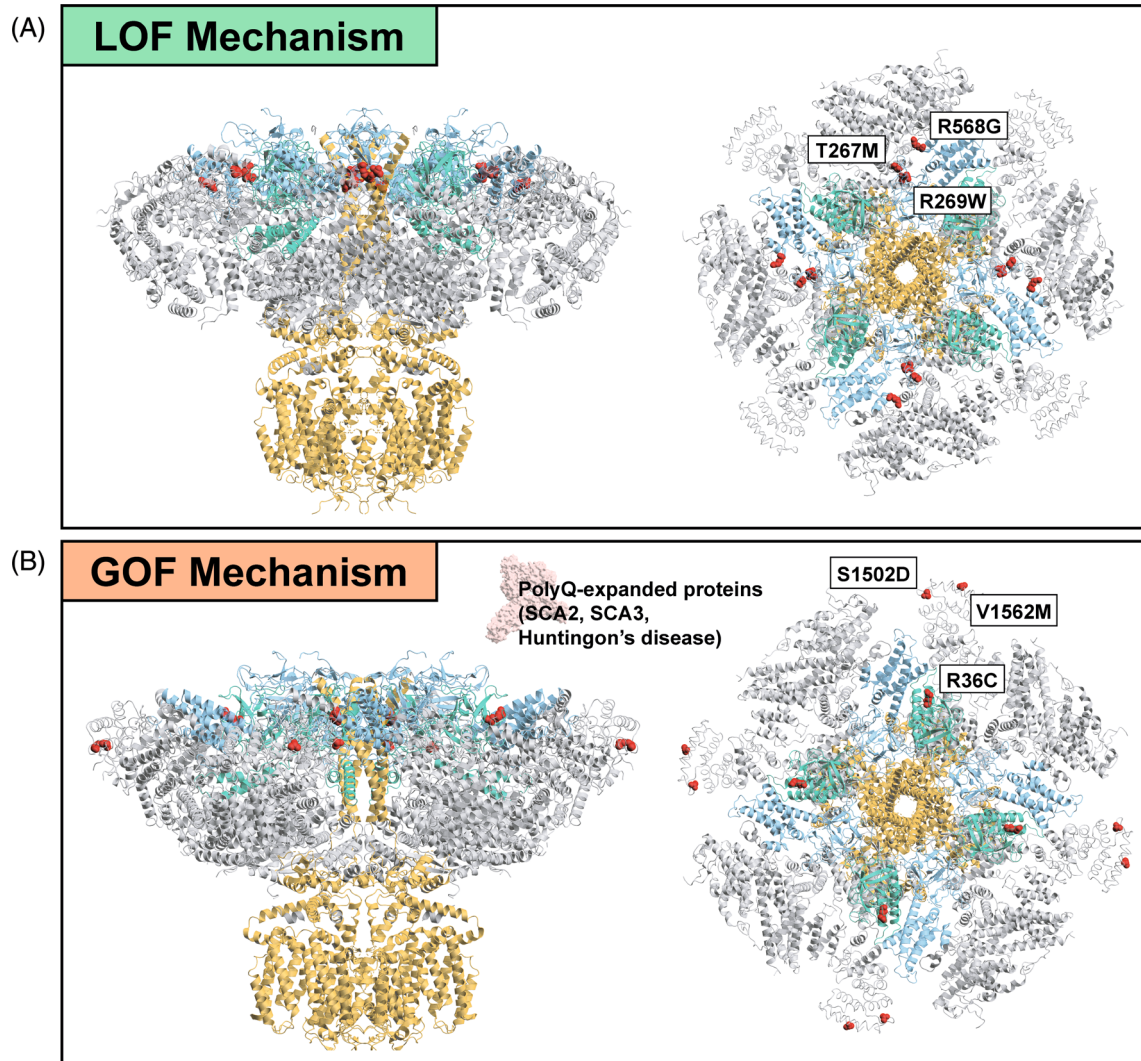 (A)
LOF Mechanism
R568G
T267M
R269W
(B)
GOF Mechanism
PolyQ-expanded proteins
(SCA2, SCA3,
Huntingon's disease)
S1502D
V1562M
R36C